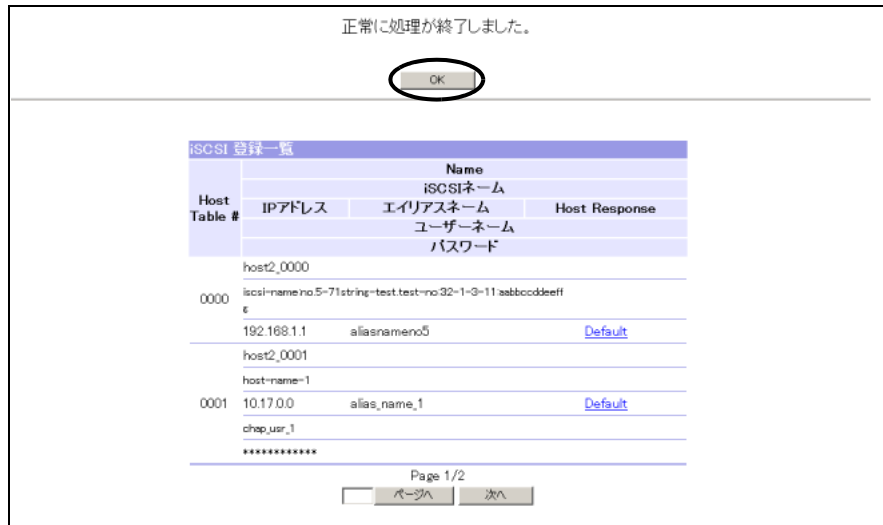 正常に処理が終了しました。
OK
iSCSI 登録一覧
Host Table #
Name
iSCSIネーム
IPアドレス エイリアスネーム Host Response
ユーザーネーム
パスワード
0000
host2_0000
iscsi-name:no.5-71string-test.test-no:32-1-3-11:aabbccddeeff
g
192.168.1.1 aliasnameno5 Default
0001
host2_0001
host-name-1
10.17.0.0 alias_name_1 Default
chap_usr_1
************
Page 1/2
ページへ 次へ